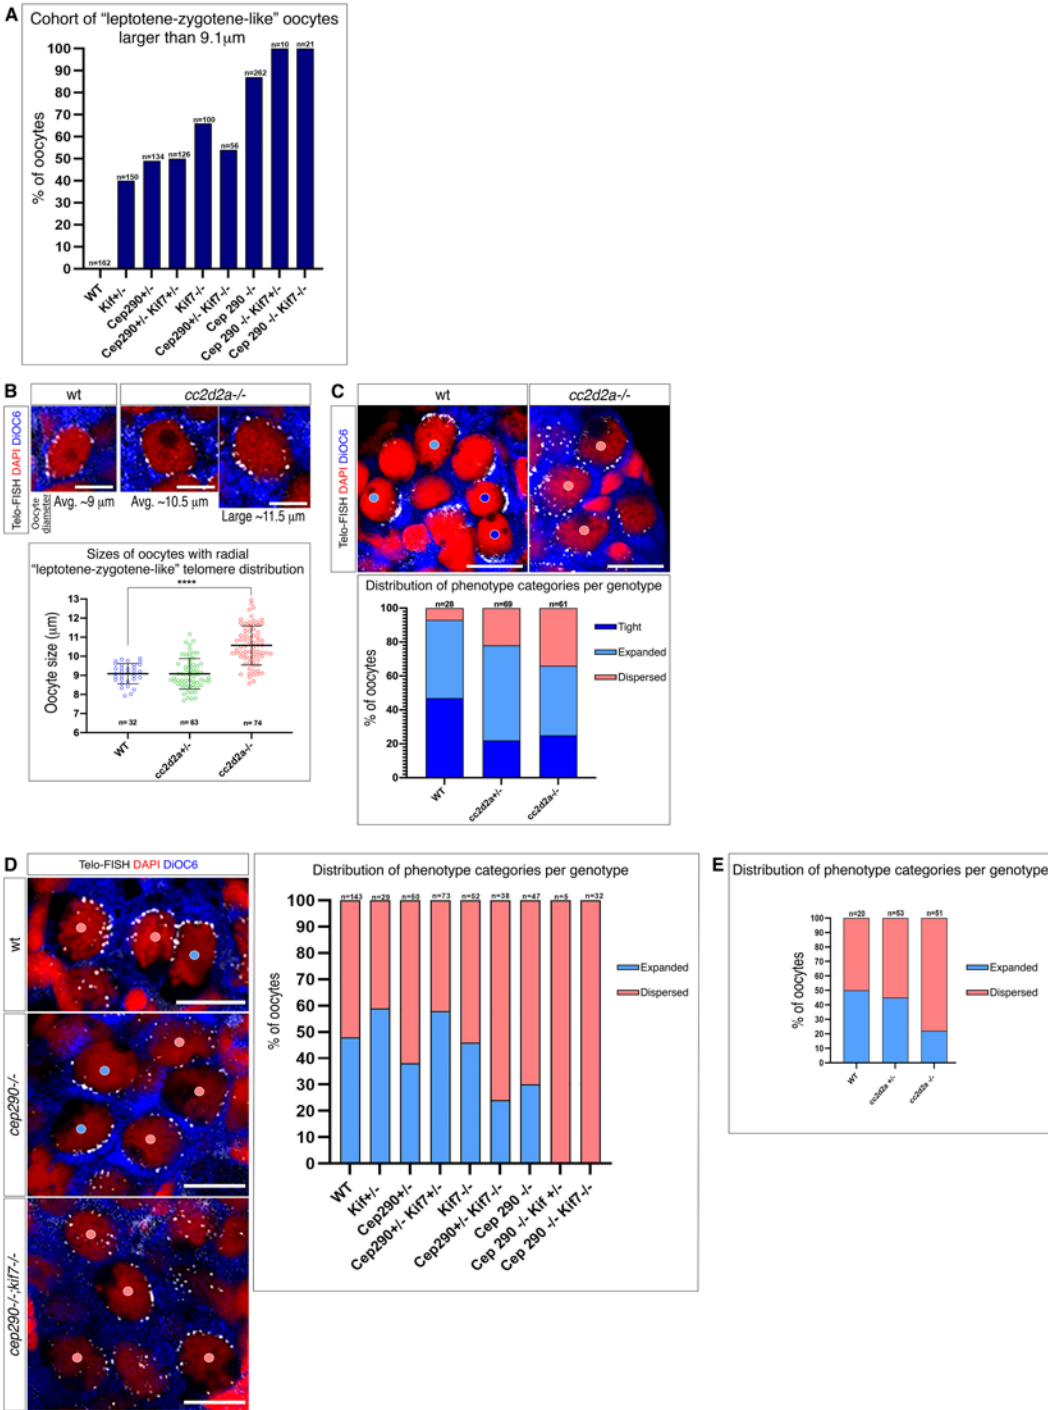 A
Cohort of “leptotene-zygotene-like” oocytes
larger than 9.1μm
% of oocytes
100
90
80
70
60
50
40
30
20
10
0
n=162
n=150
n=134
n=126
n=100
n=56
n=262
n=10
n=21
WT
Kif+/-
Cep290+/-
Cep290+/- Kif7+/-
Kif7-/-
Cep290+/- Kif7-/-
Cep 290 -/-
Cep 290 -/- Kif7+/-
Cep 290 -/- Kif7-/-
B
wt
cc2d2a-/-
Telo-FISH DAPI DiOC6
Oocyte
diameter
Avg. ~9 μm
Avg. ~10.5 μm
Large ~11.5 μm
Sizes of oocytes with radial
“leptotene-zygotene-like” telomere distribution
****
Oocyte size (μm)
13
12
11
10
9
8
7
6
n= 32
n= 63
n= 74
WT
cc2d2a+/-
cc2d2a-/-
C
wt
cc2d2a-/-
Telo-FISH DAPI DiOC6
Distribution of phenotype categories per genotype
% of oocytes
100
80
60
40
20
0
n=28
n=69
n=61
Tight
Expanded
Dispersed
WT
cc2d2a+/-
cc2d2a-/-
D
Telo-FISH DAPI DiOC6
wt
cep290-/-
cep290-/-;kif7-/-
Distribution of phenotype categories per genotype
% of oocytes
100
90
80
70
60
50
40
30
20
10
0
n=143
n=29
n=50
n=73
n=52
n=38
n=47
n=5
n=32
Expanded
Dispersed
WT
Kif+/-
Cep290+/-
Cep290+/- Kif7+/-
Kif7-/-
Cep290+/- Kif7-/-
Cep 290 -/-
Cep 290 -/- Kif +/-
Cep 290 -/- Kif7-/-
E
Distribution of phenotype categories per genotype
% of oocytes
100
90
80
70
60
50
40
30
20
10
0
n=20
n=53
n=51
Expanded
Dispersed
WT
cc2d2a +/-
cc2d2a -/-